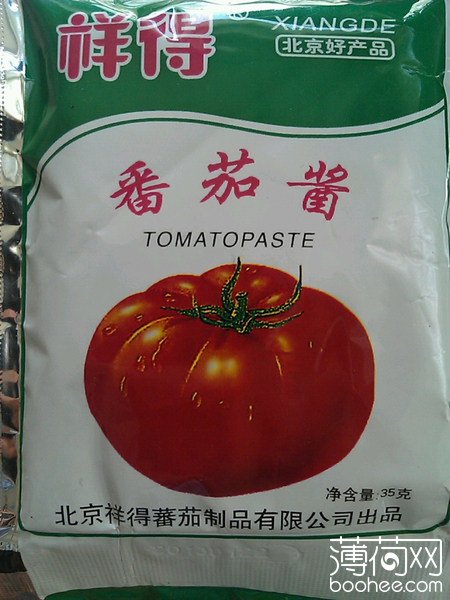 祥得
XIANGDE
北京好产品
番茄酱
TOMATOPASTE
净含量:35克
北京祥得蕃茄制品有限公司出品
薄荷网
boohee.com